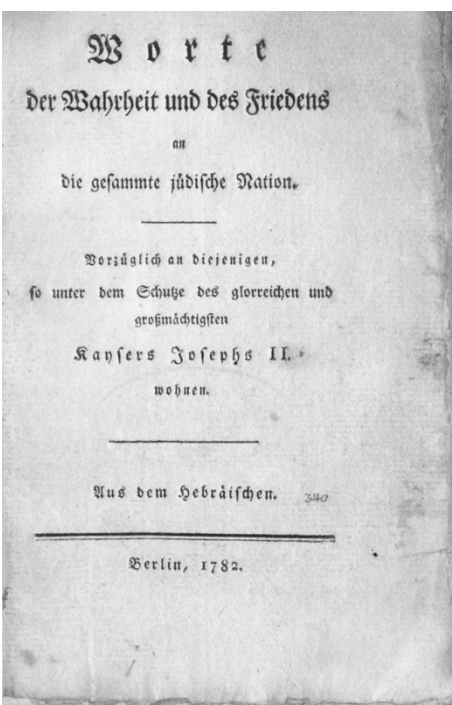 Worte
der Wahrheit und des Friedens
an
die gesammte jüdische Nation.
Vorzüglich an diejenigen,
so unter dem Schutze des glorreichen und
großmächtigsten
Kaysers Josephs II.
wohnen.
Aus dem Hebräischen. 340
Berlin, 1782.